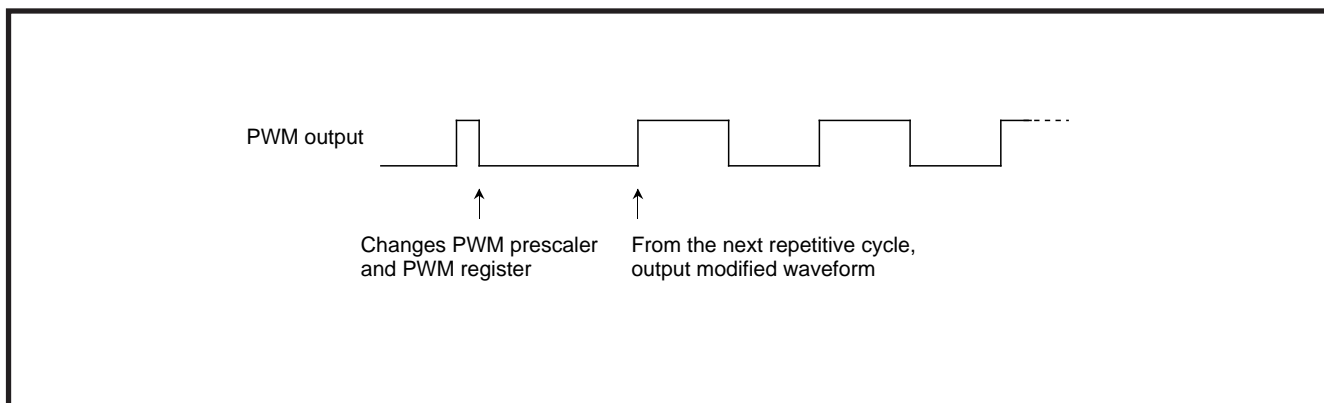 PWM output
Changes PWM prescaler
and PWM register
From the next repetitive cycle,
output modified waveform